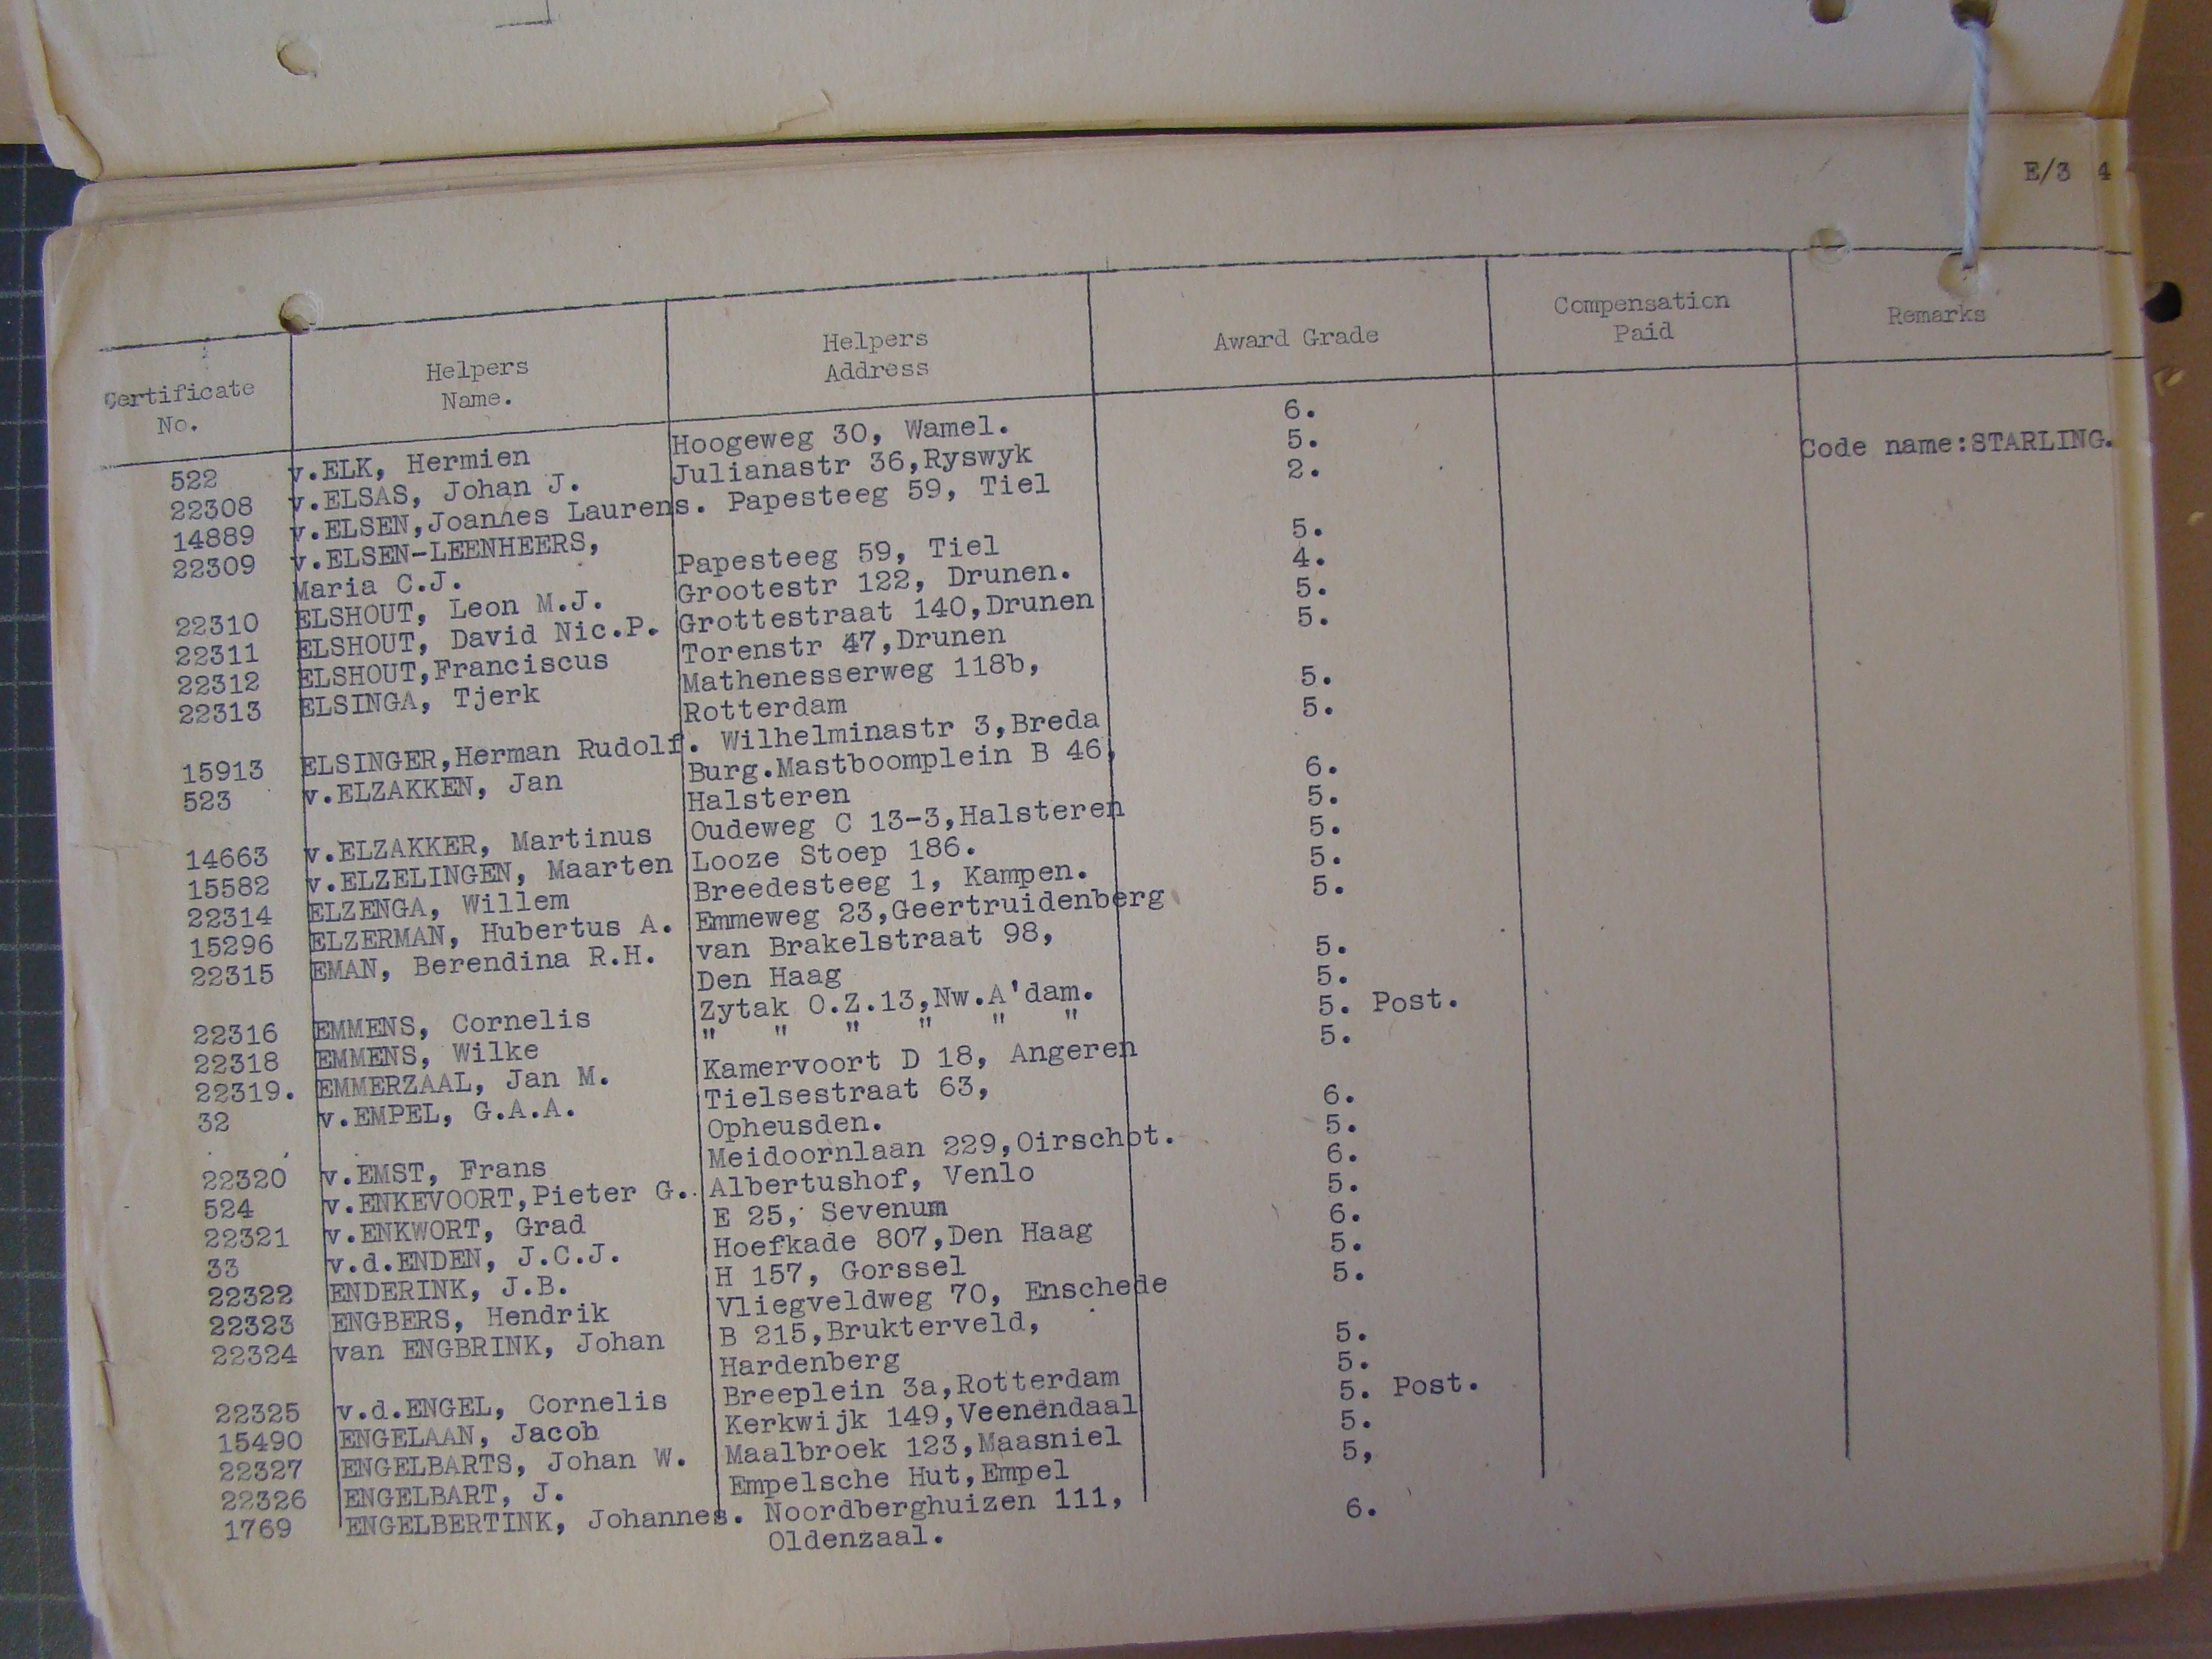 E/3 4
Certificate No. Helpers Name. Helpers Address Award Grade Compensation Paid Remarks
522 v.ELK, Hermien Hoogeweg 30, Wamel. 6.
22308 v.ELSAS, Johan J. Julianastr 36,Ryswyk 5.
14889 v.ELSEN,Joannes Laurens. Papesteeg 59, Tiel 2. Code name:STARLING.
22309 v.ELSEN-LEENHEERS,
Maria C.J. Papesteeg 59, Tiel 5.
22310 ELSHOUT, Leon M.J. Grootestr 122, Drunen. 4.
22311 ELSHOUT, David Nic.P. Grottestraat 140,Drunen 5.
22312 ELSHOUT,Franciscus Torenstr 47,Drunen 5.
22313 ELSINGA, Tjerk Mathenesserweg 118b,
Rotterdam 5.
15913 ELSINGER,Herman Rudolf. Wilhelminastr 3,Breda 5.
523 v.ELZAKKEN, Jan Burg.Mastboomplein B 46,
Halsteren 6.
14663 v.ELZAKKER, Martinus Oudeweg C 13-3,Halsteren 5.
15582 v.ELZELINGEN, Maarten Looze Stoep 186. 5.
22314 ELZENGA, Willem Breedesteeg 1, Kampen. 5.
15296 ELZERMAN, Hubertus A. Emmeweg 23,Geertruidenberg 5.
22315 EMAN, Berendina R.H. van Brakelstraat 98,
Den Haag 5.
22316 EMMENS, Cornelis Zytak O.Z.13,Nw.A'dam. 5.
22318 EMMENS, Wilke " " " " " " 5. Post.
22319. EMMERZAAL, Jan M. Kamervoort D 18, Angeren 5.
32 v.EMPEL, G.A.A. Tielsestraat 63,
Opheusden. 6.
22320 v.EMST, Frans Meidoornlaan 229,Oirschot. 5.
524 v.ENKEVOORT,Pieter G. Albertushof, Venlo 6.
22321 v.ENKWORT, Grad E 25, Sevenum 5.
33 v.d.ENDEN, J.C.J. Hoefkade 807,Den Haag 6.
22322 ENDERINK, J.B. H 157, Gorssel 5.
22323 ENGBERS, Hendrik Vliegveldweg 70, Enschede 5.
22324 van ENGBRINK, Johan B 215,Brukterveld,
Hardenberg 5.
22325 v.d.ENGEL, Cornelis Breeplein 3a,Rotterdam 5.
15490 ENGELAAN, Jacob Kerkwijk 149,Veenendaal 5. Post.
22327 ENGELBARTS, Johan W. Maalbroek 123,Maasniel 5.
22326 ENGELBART, J. Empelsche Hut,Empel 5,
1769 ENGELBERTINK, Johannes. Noordberghuizen 111,
Oldenzaal. 6.